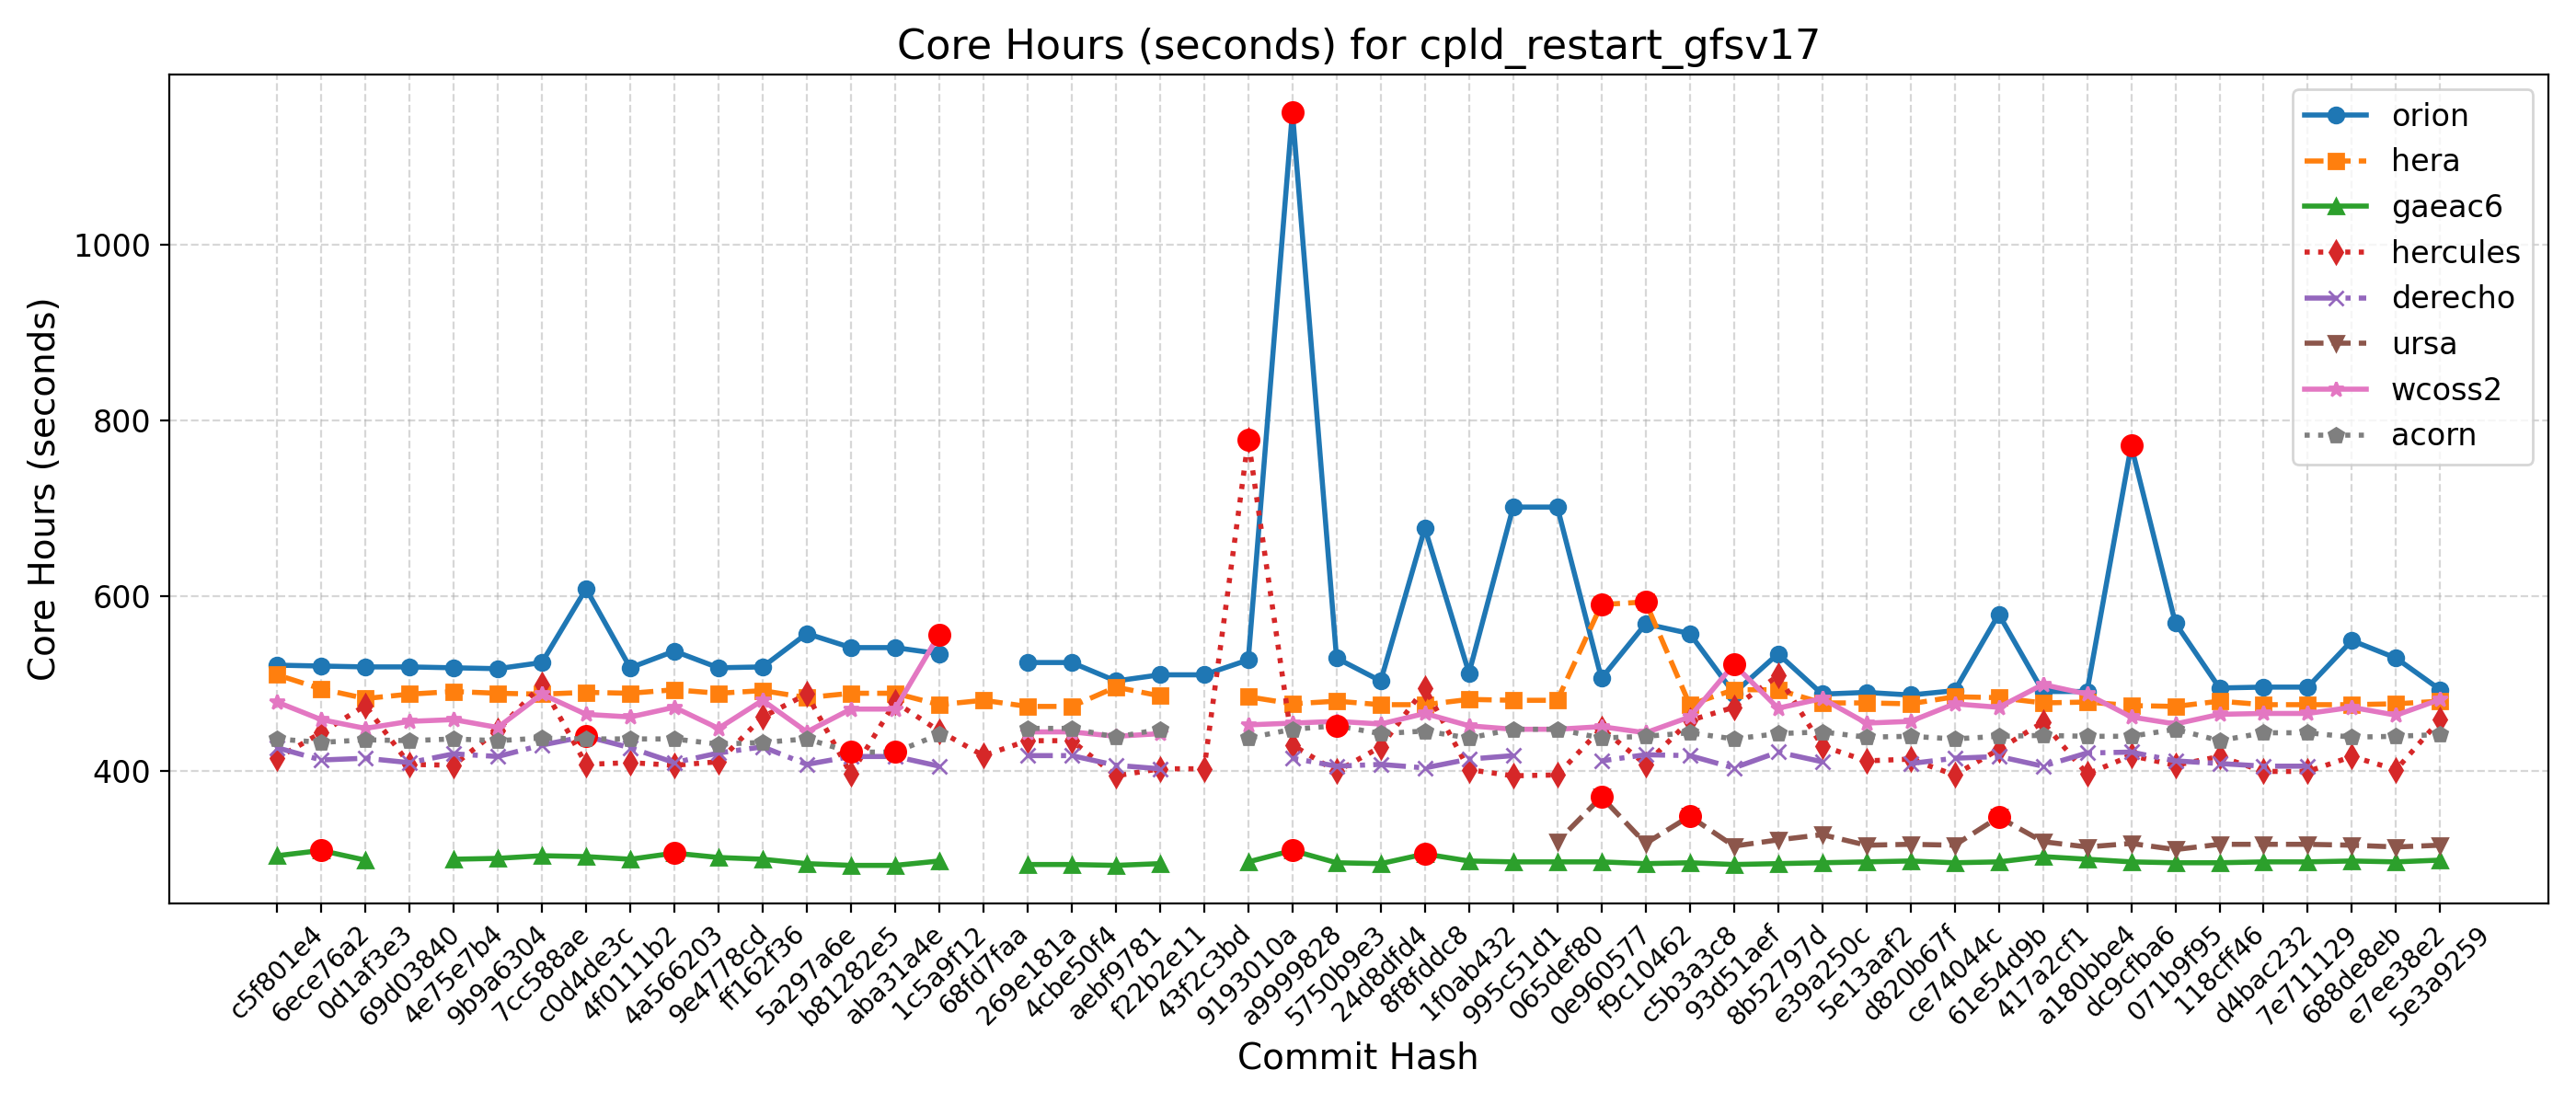 Core Hours (seconds) for cpld_restart_gfsv17
Core Hours (seconds)
1000
800
600
400
orion
hera
gaeac6
hercules
derecho
ursa
wcoss2
acorn
c5f801e4
6ece76a2
0d1af3e3
69d03840
4e75e7b4
9b9a6304
7cc588ae
c0d4de3c
4f0111b2
4a566203
9e4778cd
ff162f36
5a297a6e
b81282e5
aba31a4e
1c5a9f12
68fd7faa
269e181a
4cbe50f4
aebf9781
f22b2e11
43f2c3bd
9193010a
a9999828
5750b9e3
24d8dfd4
8f8fddc8
1f0ab432
995c51d1
065def80
0e960577
f9c10462
c5b3a3c8
93d51aef
8b52797d
e39a250c
5e13aaf2
d820b67f
ce74044c
61e54d9b
417a2cf1
a180bbe4
dc9cfba6
071b9f95
118cff46
d4bac232
7e711129
688de8eb
e7ee38e2
5e3a9259
Commit Hash